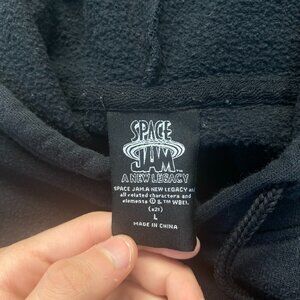 SPACE
JAM
A NEW LEGACY
SPACE JAM:A NEW LEGACY and
all related characters and
elements © & ™ WBEI.
(s21)
L
MADE IN CHINA